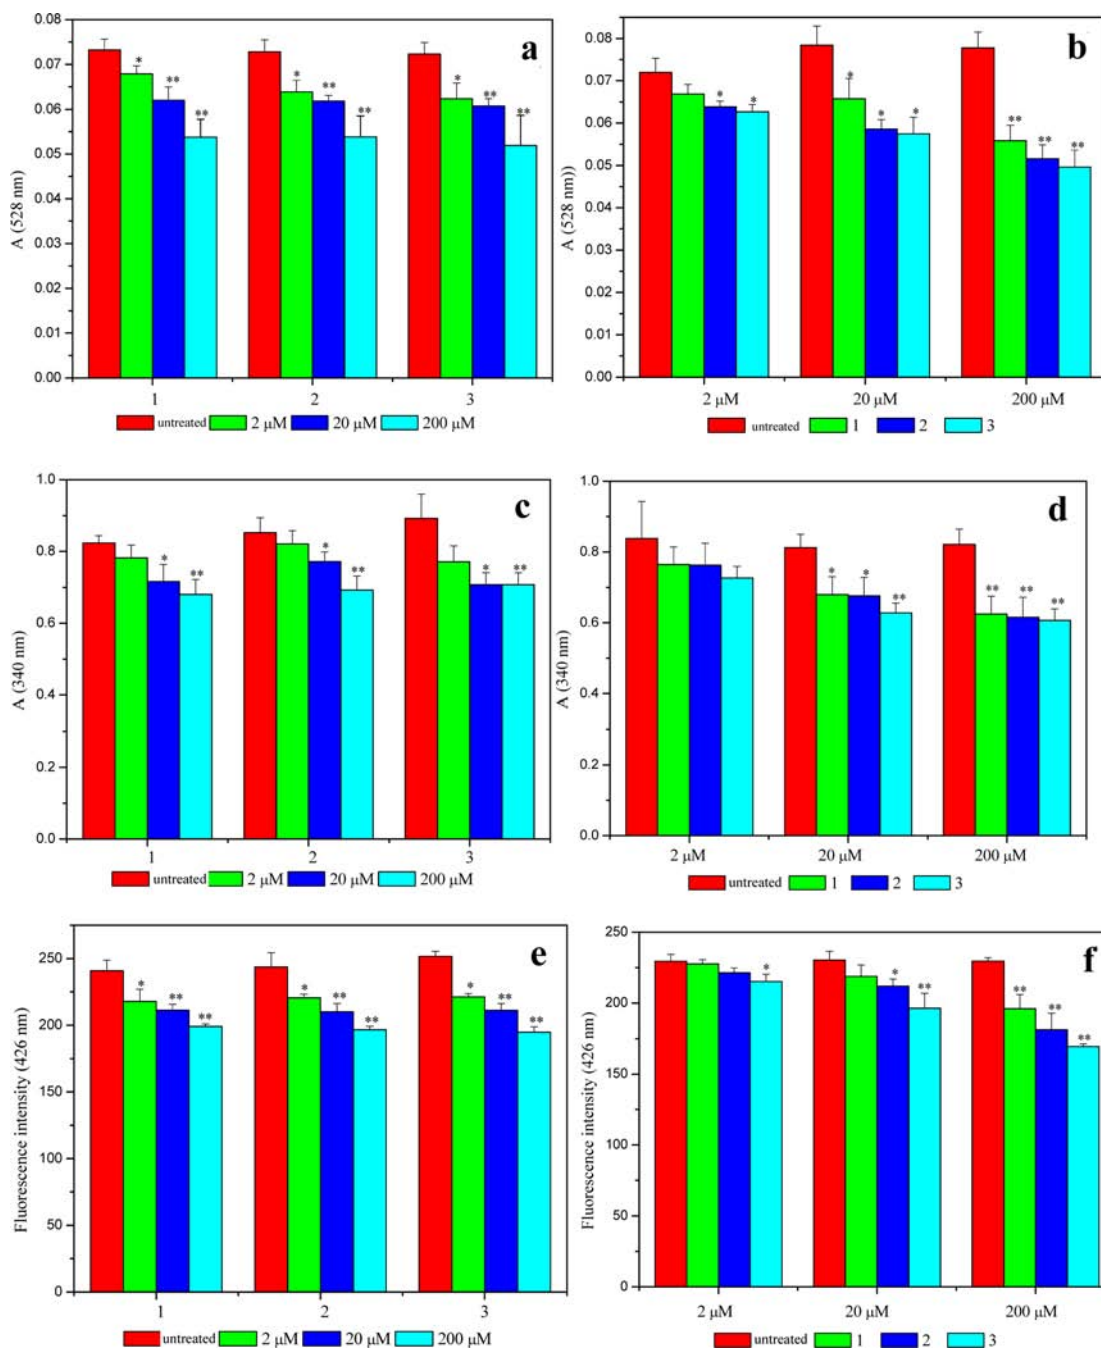 a
0.08
0.07
0.06
0.05
0.04
0.03
0.02
0.01
0.00
A (528 nm)
* ** **
* ** **
* ** **
1 2 3
untreated 2 μM 20 μM 200 μM
b
0.08
0.07
0.06
0.05
0.04
0.03
0.02
0.01
0.00
A (528 nm))
* *
* * *
** ** **
2 μM 20 μM 200 μM
untreated 1 2 3
c
1.0
0.8
0.6
0.4
0.2
0.0
A (340 nm)
* **
* **
* **
1 2 3
untreated 2 μM 20 μM 200 μM
d
1.0
0.8
0.6
0.4
0.2
0.0
A (340 nm)
* * **
** ** **
2 μM 20 μM 200 μM
untreated 1 2 3
e
250
200
150
100
50
0
Fluorescence intensity (426 nm)
* ** **
* ** **
* ** **
1 2 3
untreated 2 μM 20 μM 200 μM
f
250
200
150
100
50
0
Fluorescence intensity (426 nm)
*
* **
** ** **
2 μM 20 μM 200 μM
untreated 1 2 3